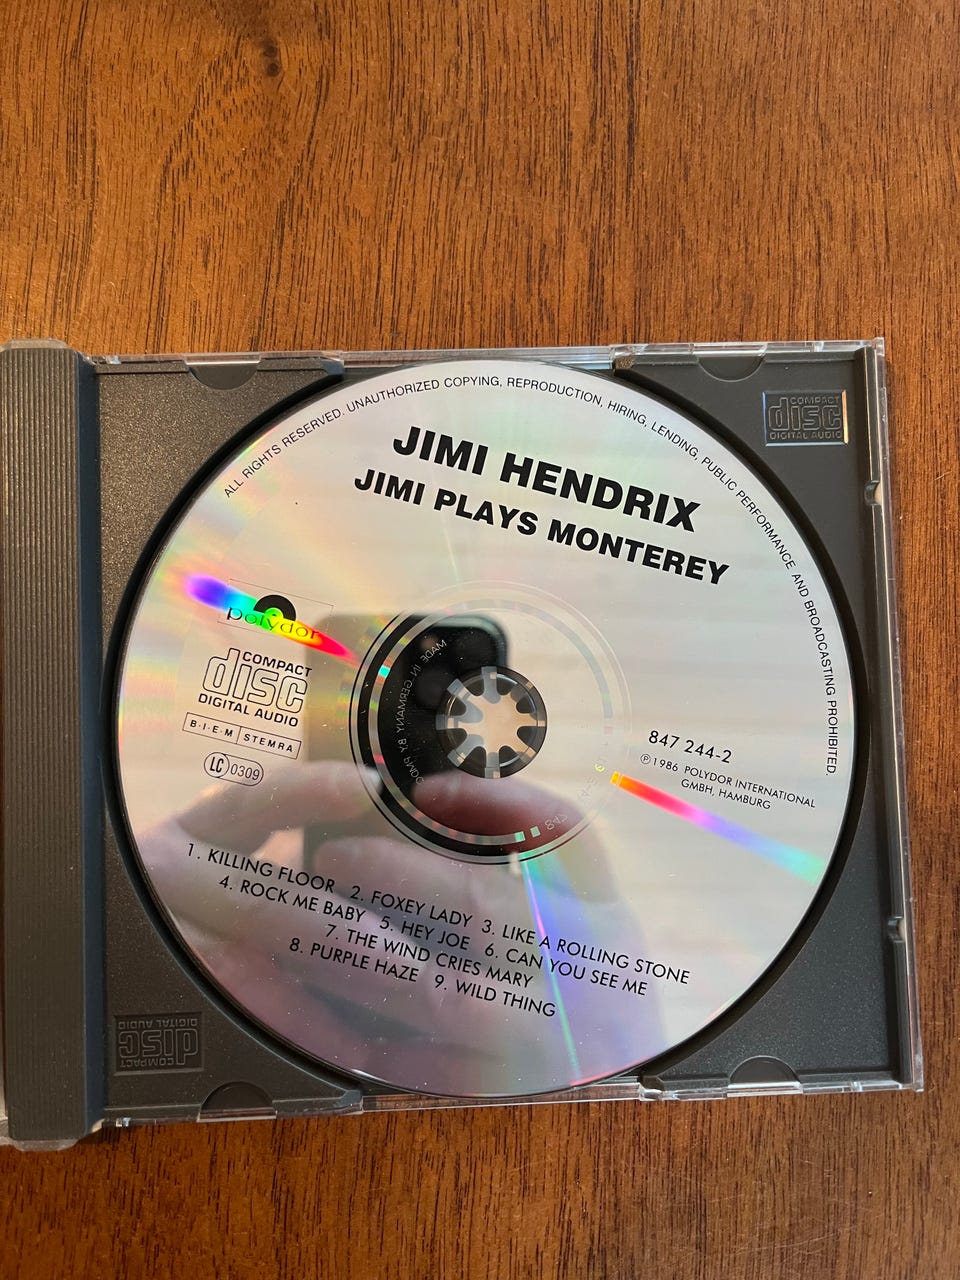 ALL RIGHTS RESERVED. UNAUTHORIZED COPYING, REPRODUCTION, HIRING, LENDING, PUBLIC PERFORMANCE AND BROADCASTING PROHIBITED.
COMPACT
disc
DIGITAL AUDIO
JIMI HENDRIX
JIMI PLAYS MONTEREY
polydor
COMPACT
disc
DIGITAL AUDIO
B·I·E·M STEMRA
LC 0309
MADE IN GERMANY BY PMDC
847 244-2
℗ 1986 POLYDOR INTERNATIONAL
GMBH, HAMBURG
1. KILLING FLOOR 2. FOXEY LADY 3. LIKE A ROLLING STONE
4. ROCK ME BABY 5. HEY JOE 6. CAN YOU SEE ME
7. THE WIND CRIES MARY
8. PURPLE HAZE 9. WILD THING
COMPACT
disc
DIGITAL AUDIO